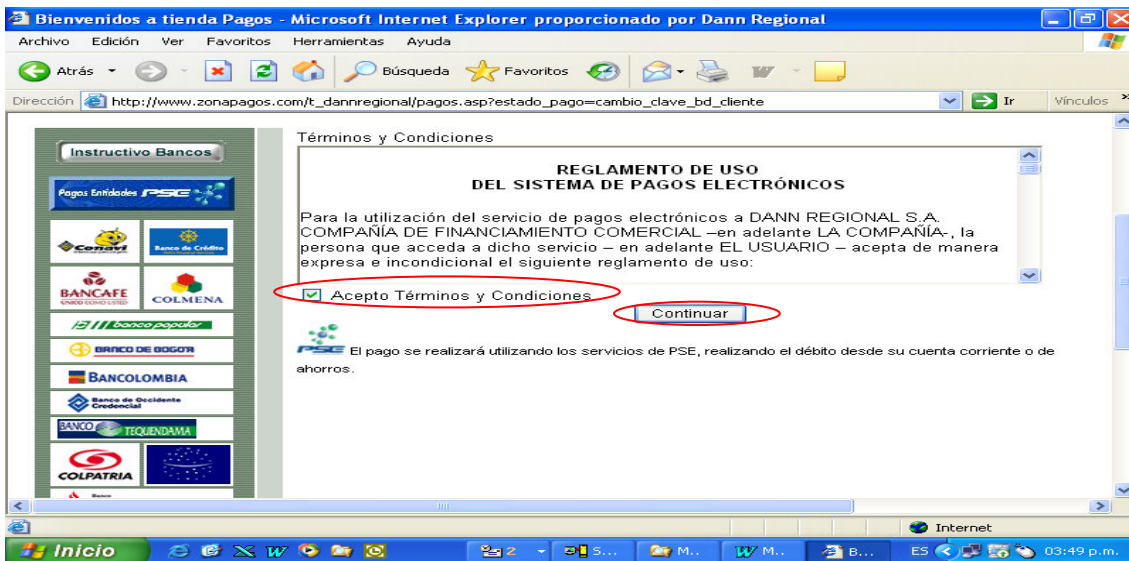 Bienvenidos a tienda Pagos - Microsoft Internet Explorer proporcionado por Dann Regional
Archivo Edición Ver Favoritos Herramientas Ayuda
Atrás Búsqueda Favoritos
Dirección http://www.zonapagos.com/t_dannregional/pagos.asp?estado_pago=cambio_clave_bd_cliente Ir Vínculos »
Instructivo Bancos
Pagos Entidades PSE
Conavi
Banco de Crédito
BANCAFE
COLMENA
banco popular
BANCO DE BOGOTA
BANCOLOMBIA
Banco de Occidente
Credencial
BANCO TEQUENDAMA
COLPATRIA
Banco
Términos y Condiciones
REGLAMENTO DE USO
DEL SISTEMA DE PAGOS ELECTRÓNICOS
Para la utilización del servicio de pagos electrónicos a DANN REGIONAL S.A.
COMPAÑÍA DE FINANCIAMIENTO COMERCIAL –en adelante LA COMPAÑÍA-, la
persona que acceda a dicho servicio – en adelante EL USUARIO – acepta de manera
expresa e incondicional el siguiente reglamento de uso:
Acepto Términos y Condiciones
Continuar
PSE El pago se realizará utilizando los servicios de PSE, realizando el débito desde su cuenta corriente o de
ahorros.
Internet
Inicio 2 S... M.. M.. B... ES 03:49 p.m.